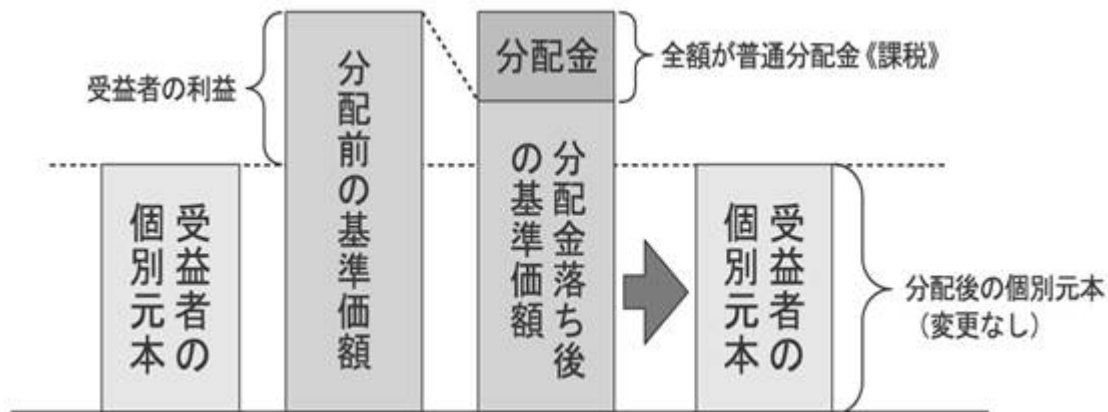 受益者の利益
受益者の
個別元本
分配前の基準価額
分配金
全額が普通分配金《課税》
分配金落ち後
の基準価額
受益者の
個別元本
分配後の個別元本
（変更なし）